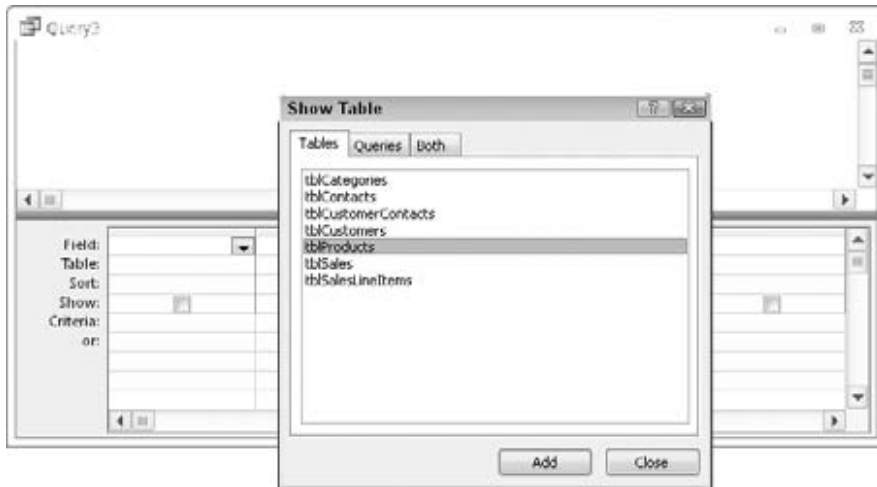 Query3
Show Table
Tables Queries Both
tblCategories
tblContacts
tblCustomerContacts
tblCustomers
tblProducts
tblSales
tblSalesLineItems
Field:
Table:
Sort:
Show:
Criteria:
or:
Add Close